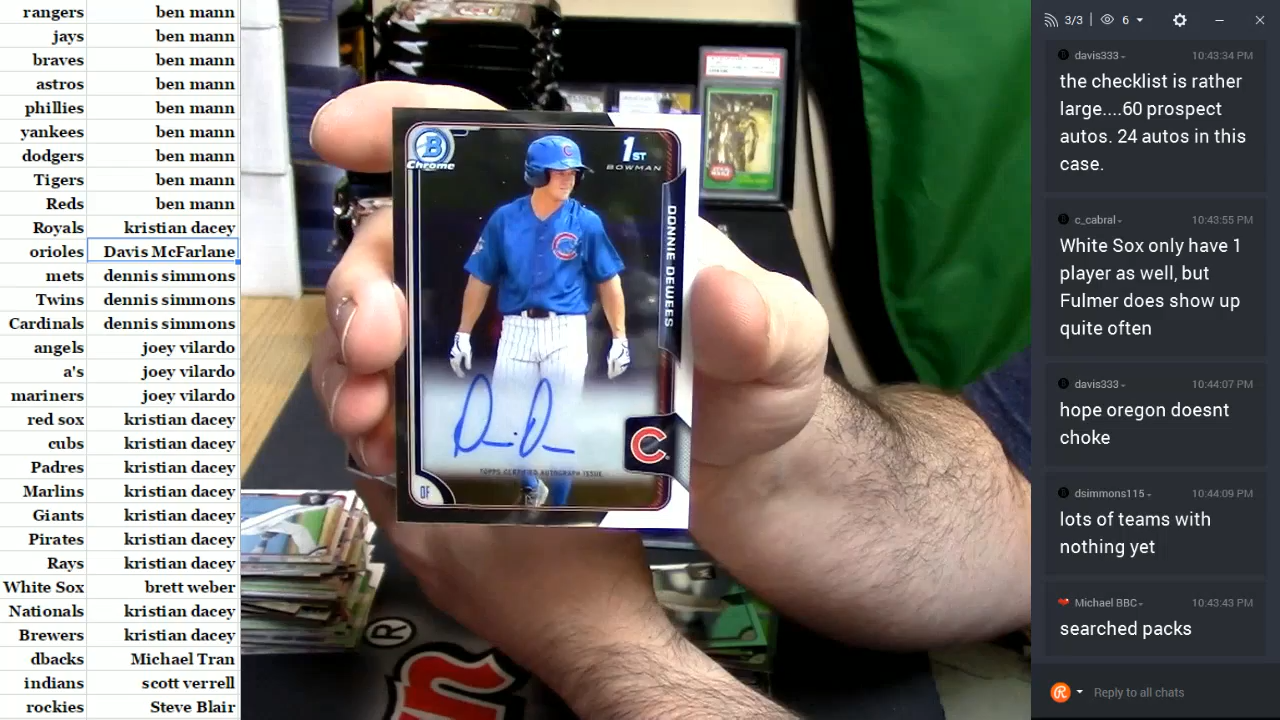 rangers ben mann
jays ben mann
braves ben mann
astros ben mann
phillies ben mann
yankees ben mann
dodgers ben mann
Tigers ben mann
Reds ben mann
Royals kristian dacey
orioles Davis McFarlane
mets dennis simmons
Twins dennis simmons
Cardinals dennis simmons
angels joey vilardo
a's joey vilardo
mariners joey vilardo
red sox kristian dacey
cubs kristian dacey
Padres kristian dacey
Marlins kristian dacey
Giants kristian dacey
Pirates kristian dacey
Rays kristian dacey
White Sox brett weber
Nationals kristian dacey
Brewers kristian dacey
dbacks Michael Tran
indians scott verrell
rockies Steve Blair
B
Chrome
1ST
BOWMAN
C
DONNIE DEWEES
C
TOPPS CERTIFIED AUTOGRAPH ISSUE
OF
STAR WARS
®
3/3 6
davis333 10:43:34 PM
the checklist is rather
large....60 prospect
autos. 24 autos in this
case.
c_cabral 10:43:55 PM
White Sox only have 1
player as well, but
Fulmer does show up
quite often
davis333 10:44:07 PM
hope oregon doesnt
choke
dsimmons115 10:44:09 PM
lots of teams with
nothing yet
Michael BBC 10:43:43 PM
searched packs
Reply to all chats